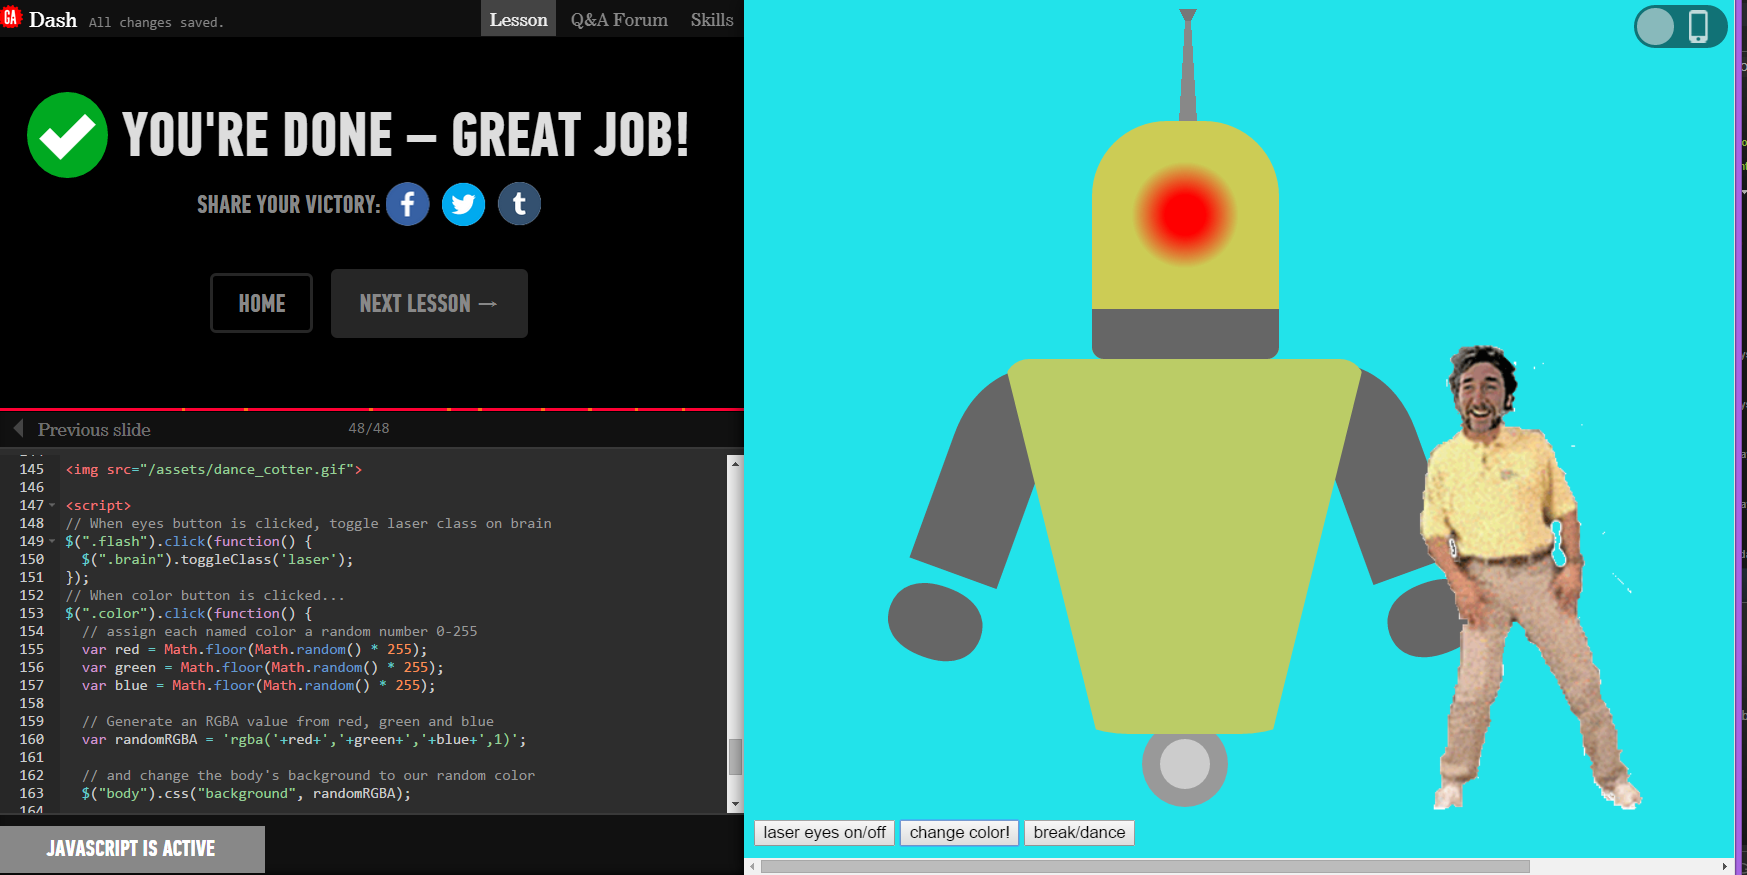 GA Dash All changes saved.
Lesson Q&A Forum Skills
YOU'RE DONE – GREAT JOB!
SHARE YOUR VICTORY: f t
HOME
NEXT LESSON →
Previous slide 48/48
145 <img src="/assets/dance_cotter.gif">
146
147 <script>
148 // When eyes button is clicked, toggle laser class on brain
149 $(".flash").click(function() {
150 $(".brain").toggleClass('laser');
151 });
152 // When color button is clicked...
153 $(".color").click(function() {
154 // assign each named color a random number 0-255
155 var red = Math.floor(Math.random() * 255);
156 var green = Math.floor(Math.random() * 255);
157 var blue = Math.floor(Math.random() * 255);
158
159 // Generate an RGBA value from red, green and blue
160 var randomRGBA = 'rgba('+red+','+green+','+blue+',1)';
161
162 // and change the body's background to our random color
163 $("body").css("background", randomRGBA);
164
JAVASCRIPT IS ACTIVE
laser eyes on/off
change color!
break/dance